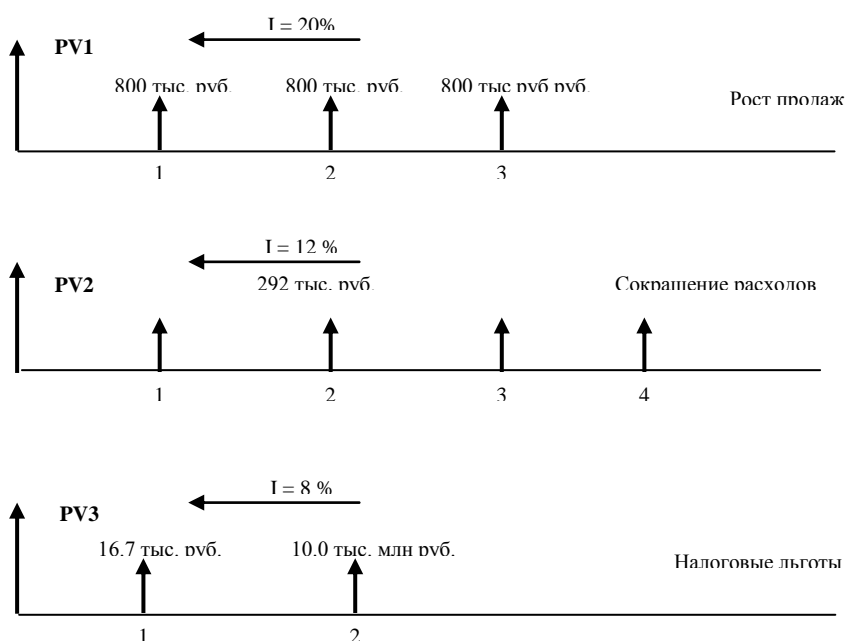 I = 20%
PV1
800 тыс. руб. 800 тыс. руб. 800 тыс руб руб.
Рост продаж
1 2 3
I = 12 %
PV2 292 тыс. руб. Сокращение расходов
1 2 3 4
I = 8 %
PV3
16.7 тыс. руб. 10.0 тыс. млн руб.
Налоговые льготы
1 2